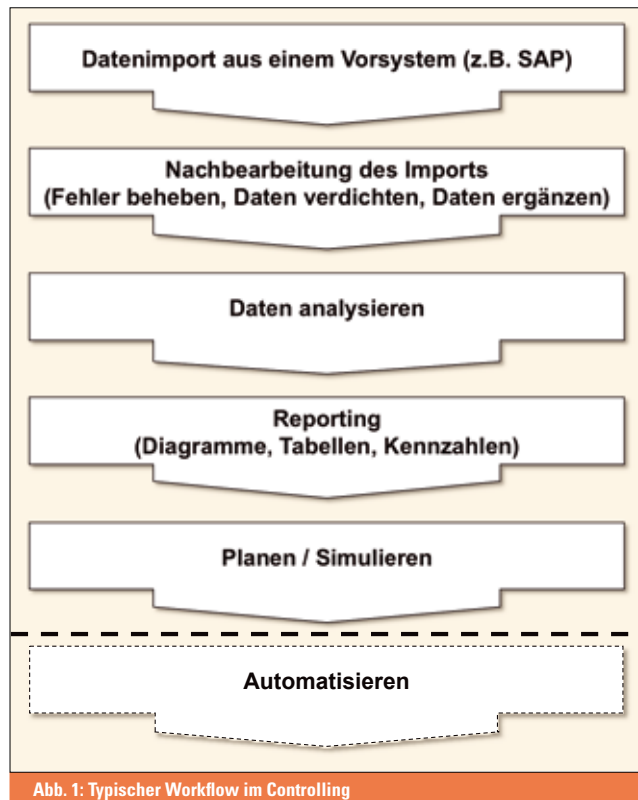 Datenimport aus einem Vorsystem (z.B. SAP)
Nachbearbeitung des Imports
(Fehler beheben, Daten verdichten, Daten ergänzen)
Daten analysieren
Reporting
(Diagramme, Tabellen, Kennzahlen)
Planen / Simulieren
Automatisieren
Abb. 1: Typischer Workflow im Controlling